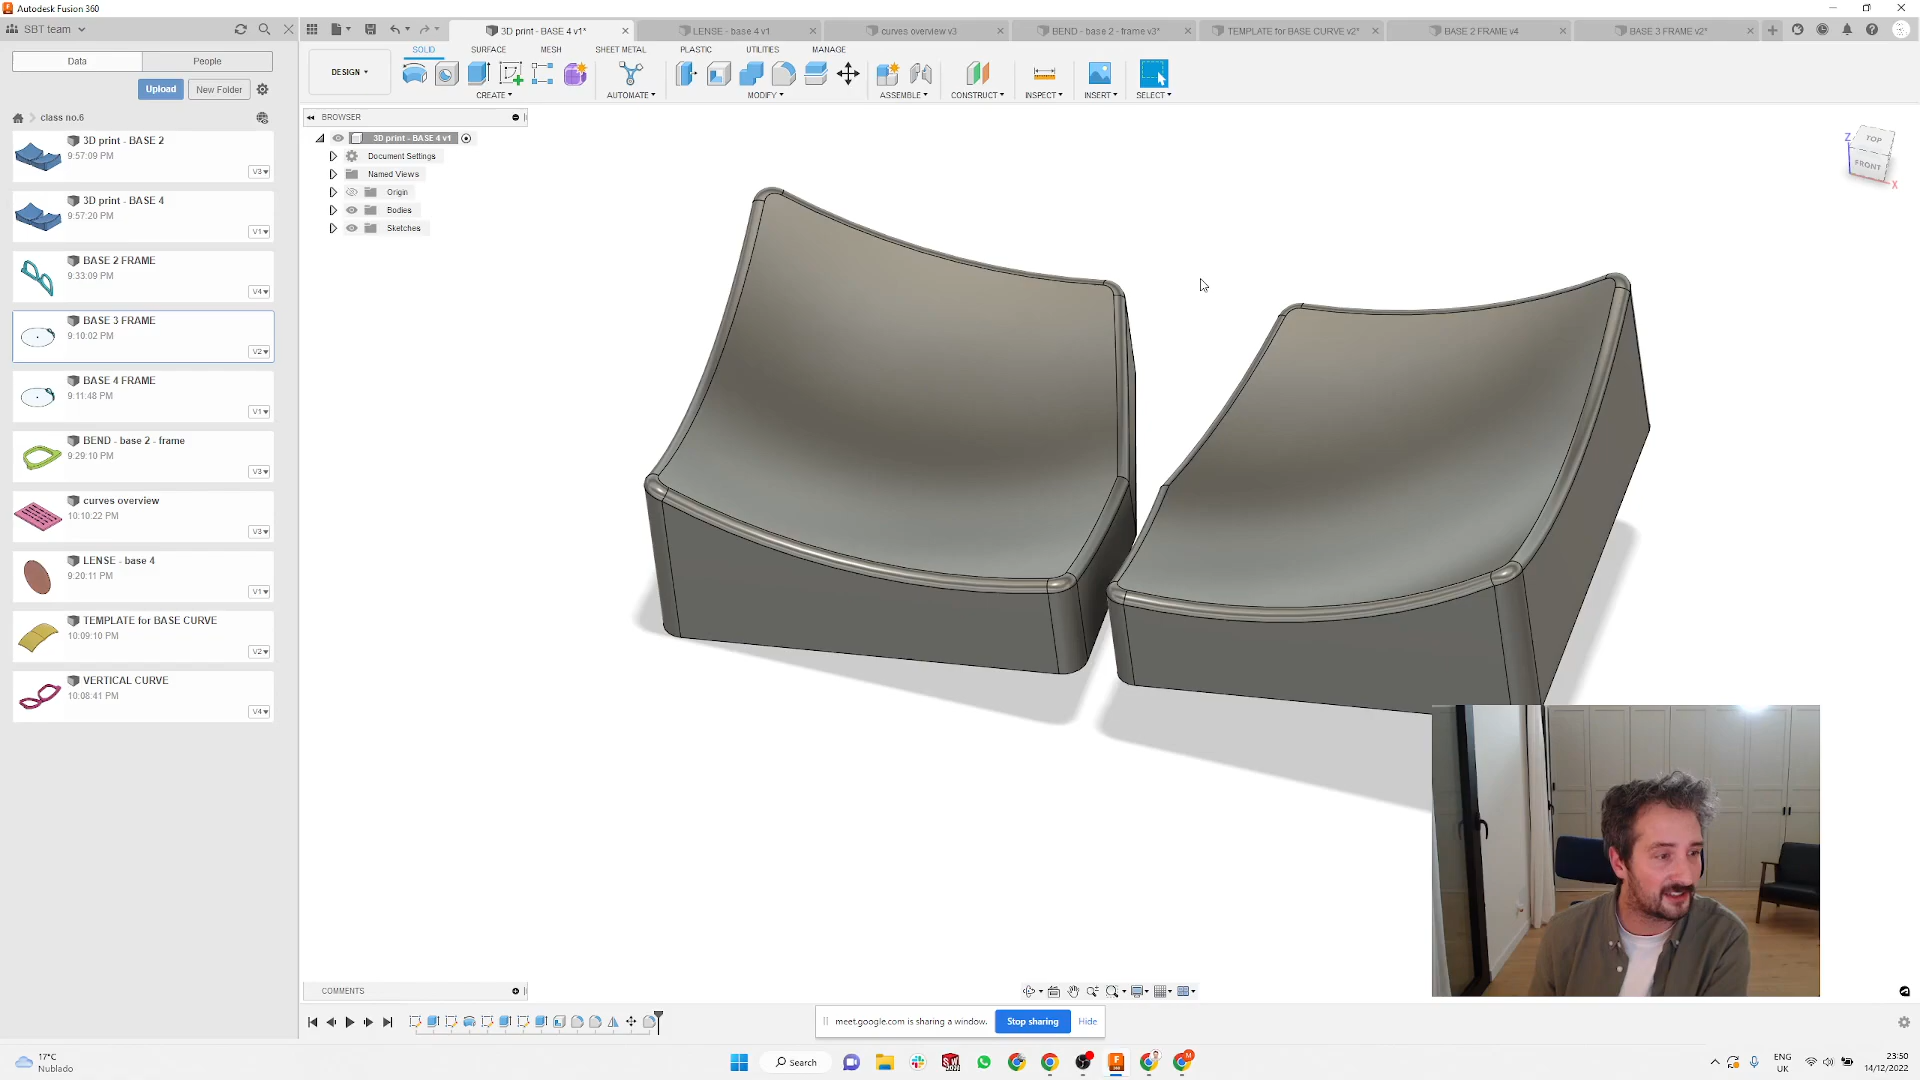 Autodesk Fusion 360
SBT team
3D print - BASE 4 v1*
LENSE - base 4 v1
curves overview v3
BEND - base 2 - frame v3*
TEMPLATE for BASE CURVE v2*
BASE 2 FRAME v4
BASE 3 FRAME v2*
SOLID SURFACE MESH SHEET METAL PLASTIC UTILITIES MANAGE
Data People
DESIGN
Upload New Folder
CREATE AUTOMATE MODIFY ASSEMBLE CONSTRUCT INSPECT INSERT SELECT
class no.6
BROWSER
3D print - BASE 4 v1
Document Settings
Named Views
Origin
Bodies
Sketches
Z
TOP
FRONT
X
3D print - BASE 2
9:57:09 PM
V3
3D print - BASE 4
9:57:20 PM
V1
BASE 2 FRAME
9:33:09 PM
V4
BASE 3 FRAME
9:10:02 PM
V2
BASE 4 FRAME
9:11:48 PM
V1
BEND - base 2 - frame
9:29:10 PM
V3
curves overview
10:10:22 PM
V3
LENSE - base 4
9:20:11 PM
V1
TEMPLATE for BASE CURVE
10:09:10 PM
V2
VERTICAL CURVE
10:08:41 PM
V4
COMMENTS
meet.google.com is sharing a window. Stop sharing Hide
17°C
Nublado
Search
ENG
UK
23:50
14/12/2022